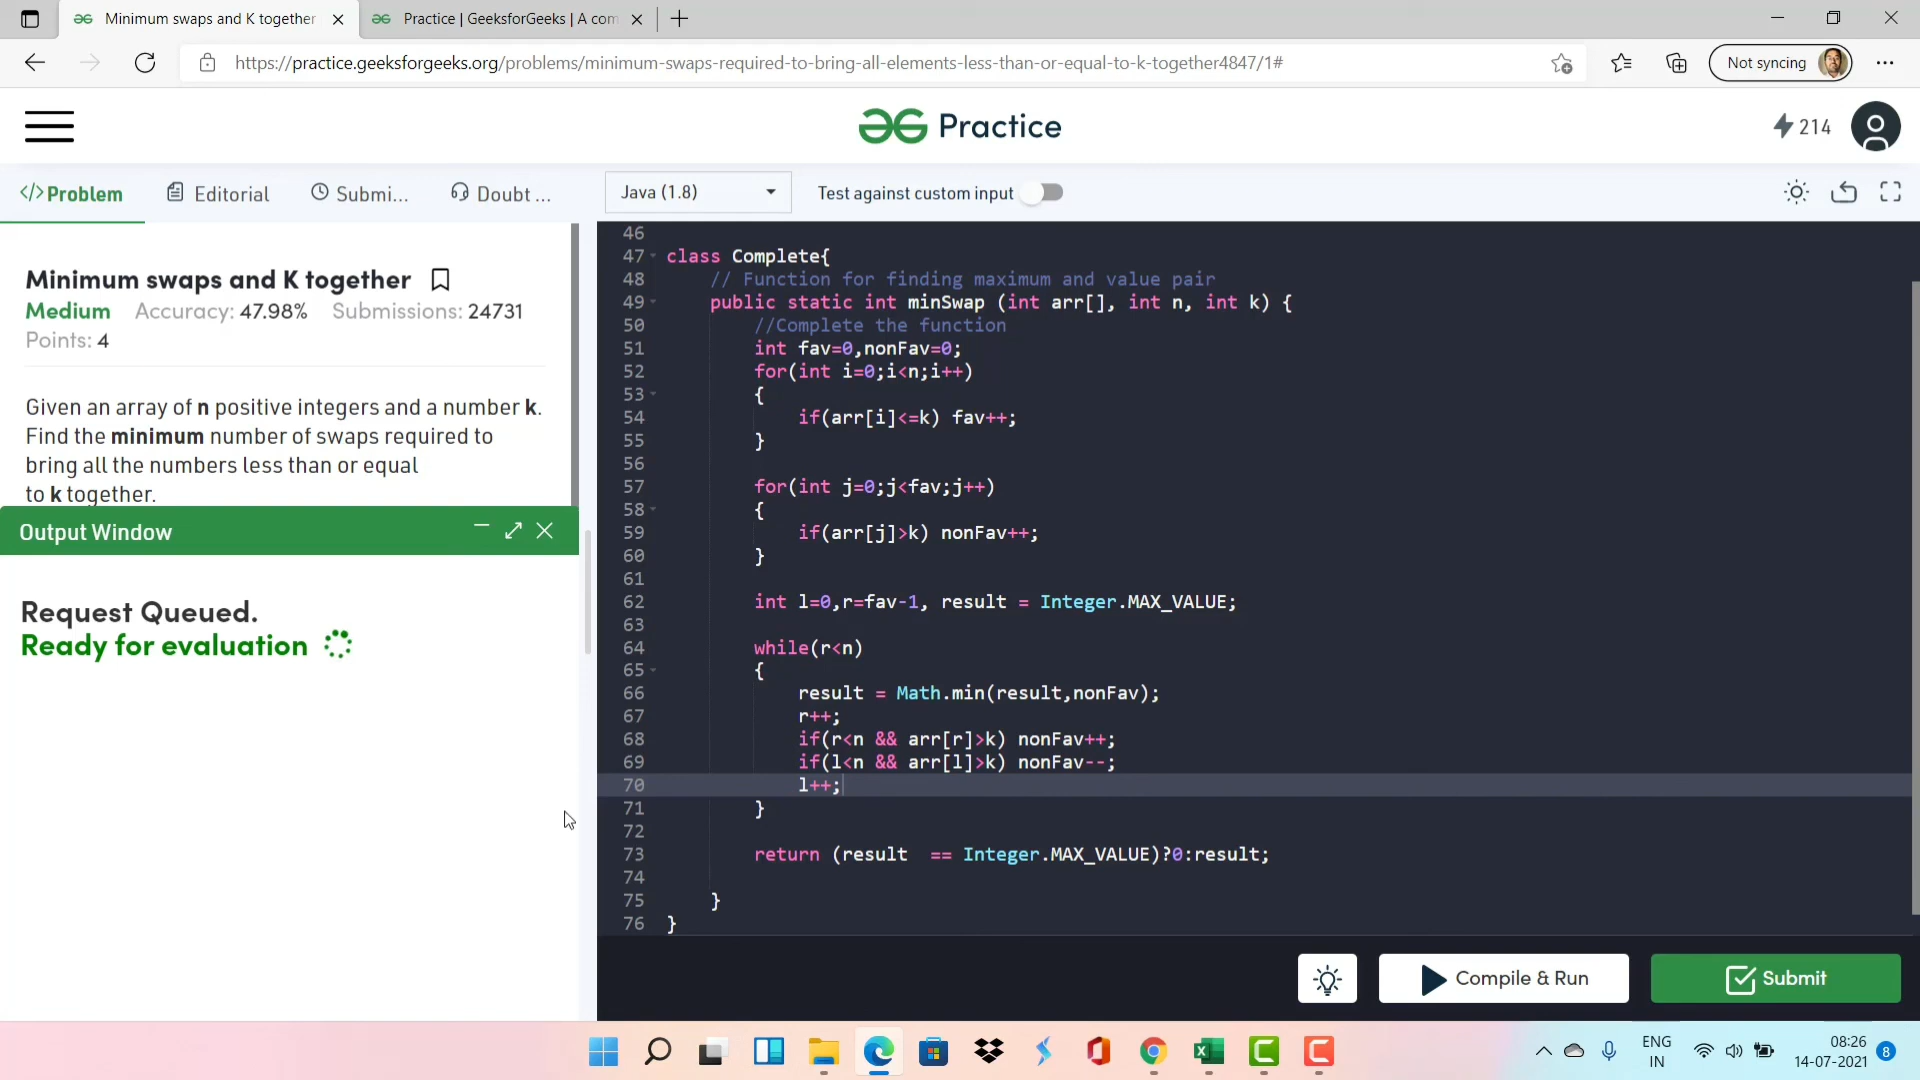 Minimum swaps and K together
Practice | GeeksforGeeks | A com
https://practice.geeksforgeeks.org/problems/minimum-swaps-required-to-bring-all-elements-less-than-or-equal-to-k-together4847/1#
Not syncing
Practice
214
</>Problem
Editorial
Submi...
Doubt ...
Java (1.8)
Test against custom input
Minimum swaps and K together
Medium Accuracy: 47.98% Submissions: 24731
Points: 4
Given an array of n positive integers and a number k.
Find the minimum number of swaps required to
bring all the numbers less than or equal
to k together.
Output Window
Request Queued.
Ready for evaluation
46
47 class Complete{
48 // Function for finding maximum and value pair
49 public static int minSwap (int arr[], int n, int k) {
50 //Complete the function
51 int fav=0,nonFav=0;
52 for(int i=0;i<n;i++)
53 {
54 if(arr[i]<=k) fav++;
55 }
56
57 for(int j=0;j<fav;j++)
58 {
59 if(arr[j]>k) nonFav++;
60 }
61
62 int l=0,r=fav-1, result = Integer.MAX_VALUE;
63
64 while(r<n)
65 {
66 result = Math.min(result,nonFav);
67 r++;
68 if(r<n && arr[r]>k) nonFav++;
69 if(l<n && arr[l]>k) nonFav--;
70 l++;
71 }
72
73 return (result  == Integer.MAX_VALUE)?0:result;
74
75 }
76 }
Compile & Run
Submit
ENG
IN
08:26
14-07-2021
8